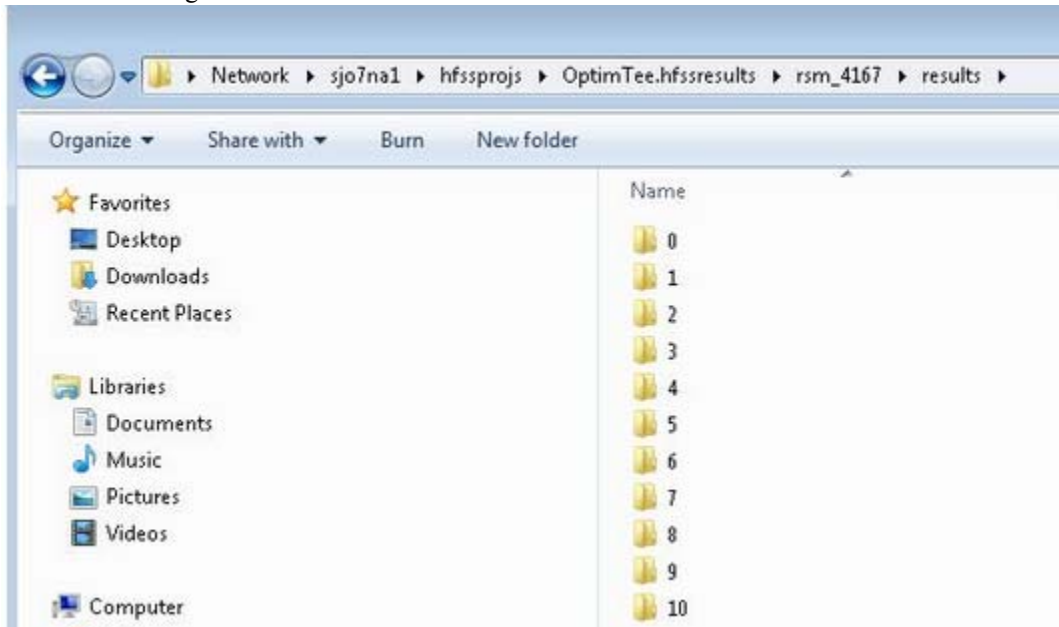 Network ▸ sjo7na1 ▸ hfssprojs ▸ OptimTee.hfssresults ▸ rsm_4167 ▸ results ▸
Organize ▾ Share with ▾ Burn New folder
Favorites
Desktop
Downloads
Recent Places
Libraries
Documents
Music
Pictures
Videos
Computer
Name
0
1
2
3
4
5
6
7
8
9
10